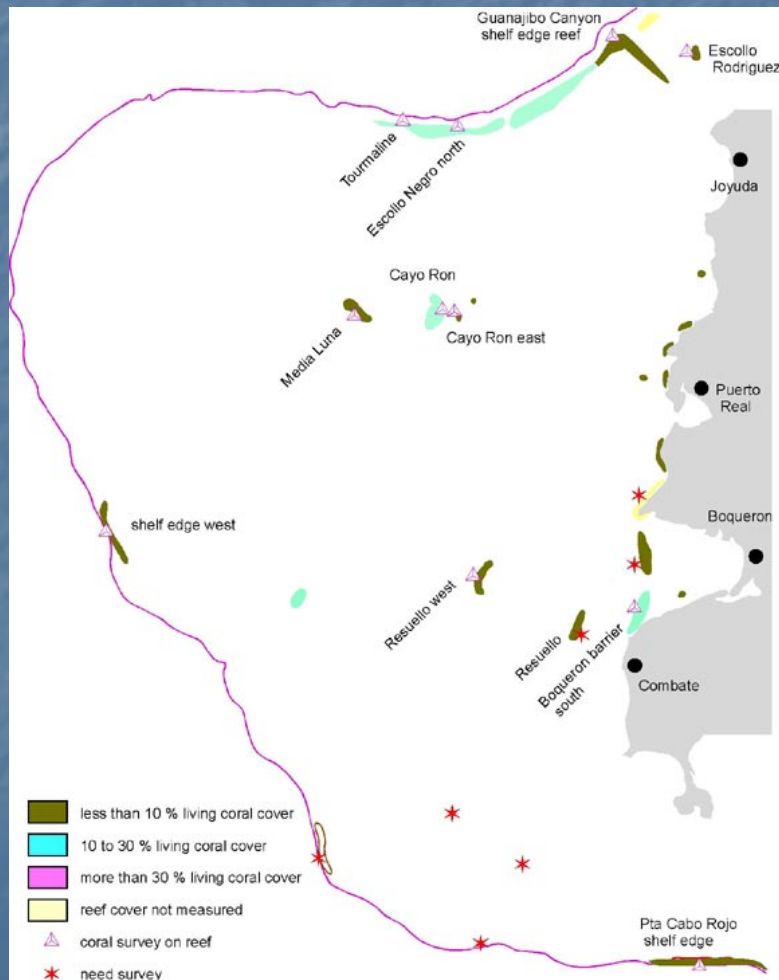 Guanajibo Canyon
shelf edge reef
Escollo
Rodriguez
Tourmaline
Escollo Negro north
Joyuda
Cayo Ron
Media Luna
Cayo Ron east
Puerto
Real
shelf edge west
Boqueron
Resuello west
Resuello
Boqueron barrier
south
Combate
less than 10 % living coral cover
10 to 30 % living coral cover
more than 30 % living coral cover
reef cover not measured
coral survey on reef
need survey
Pta Cabo Rojo
shelf edge